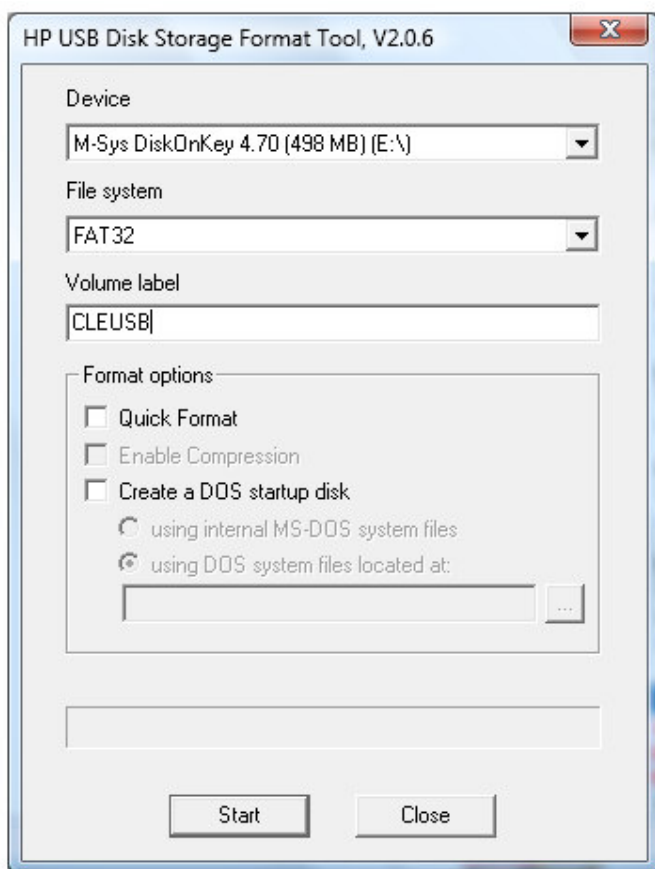 HP USB Disk Storage Format Tool, V2.0.6
Device
M-Sys DiskOnKey 4.70 (498 MB) (E:\)
File system
FAT32
Volume label
CLEUSB
Format options
Quick Format
Enable Compression
Create a DOS startup disk
using internal MS-DOS system files
using DOS system files located at:
...
Start Close